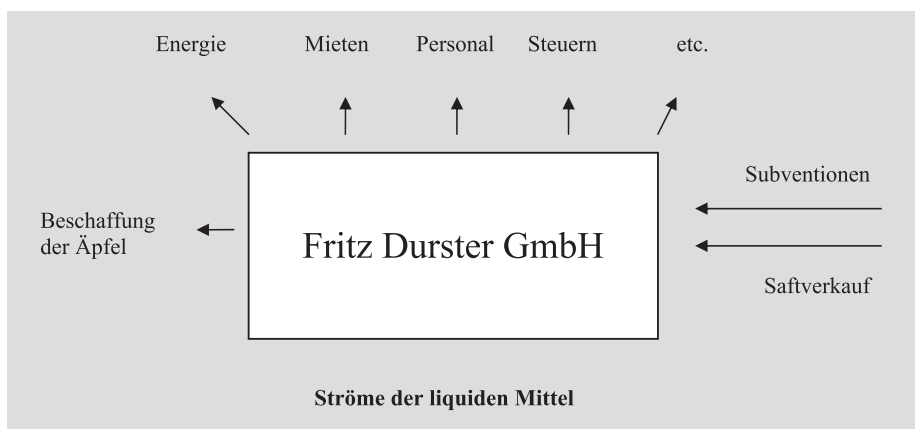 Energie Mieten Personal Steuern etc.
Subventionen
Beschaffung
der Äpfel
Fritz Durster GmbH
Saftverkauf
Ströme der liquiden Mittel